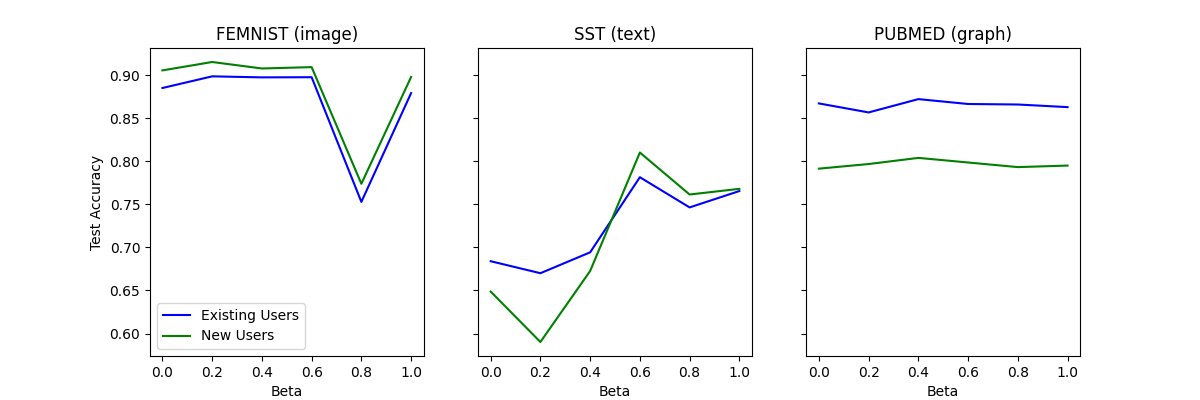 FEMNIST (image)
SST (text)
PUBMED (graph)
Test Accuracy
0.90
0.85
0.80
0.75
0.70
0.65
0.60
Existing Users
New Users
0.0 0.2 0.4 0.6 0.8 1.0
0.0 0.2 0.4 0.6 0.8 1.0
0.0 0.2 0.4 0.6 0.8 1.0
Beta
Beta
Beta